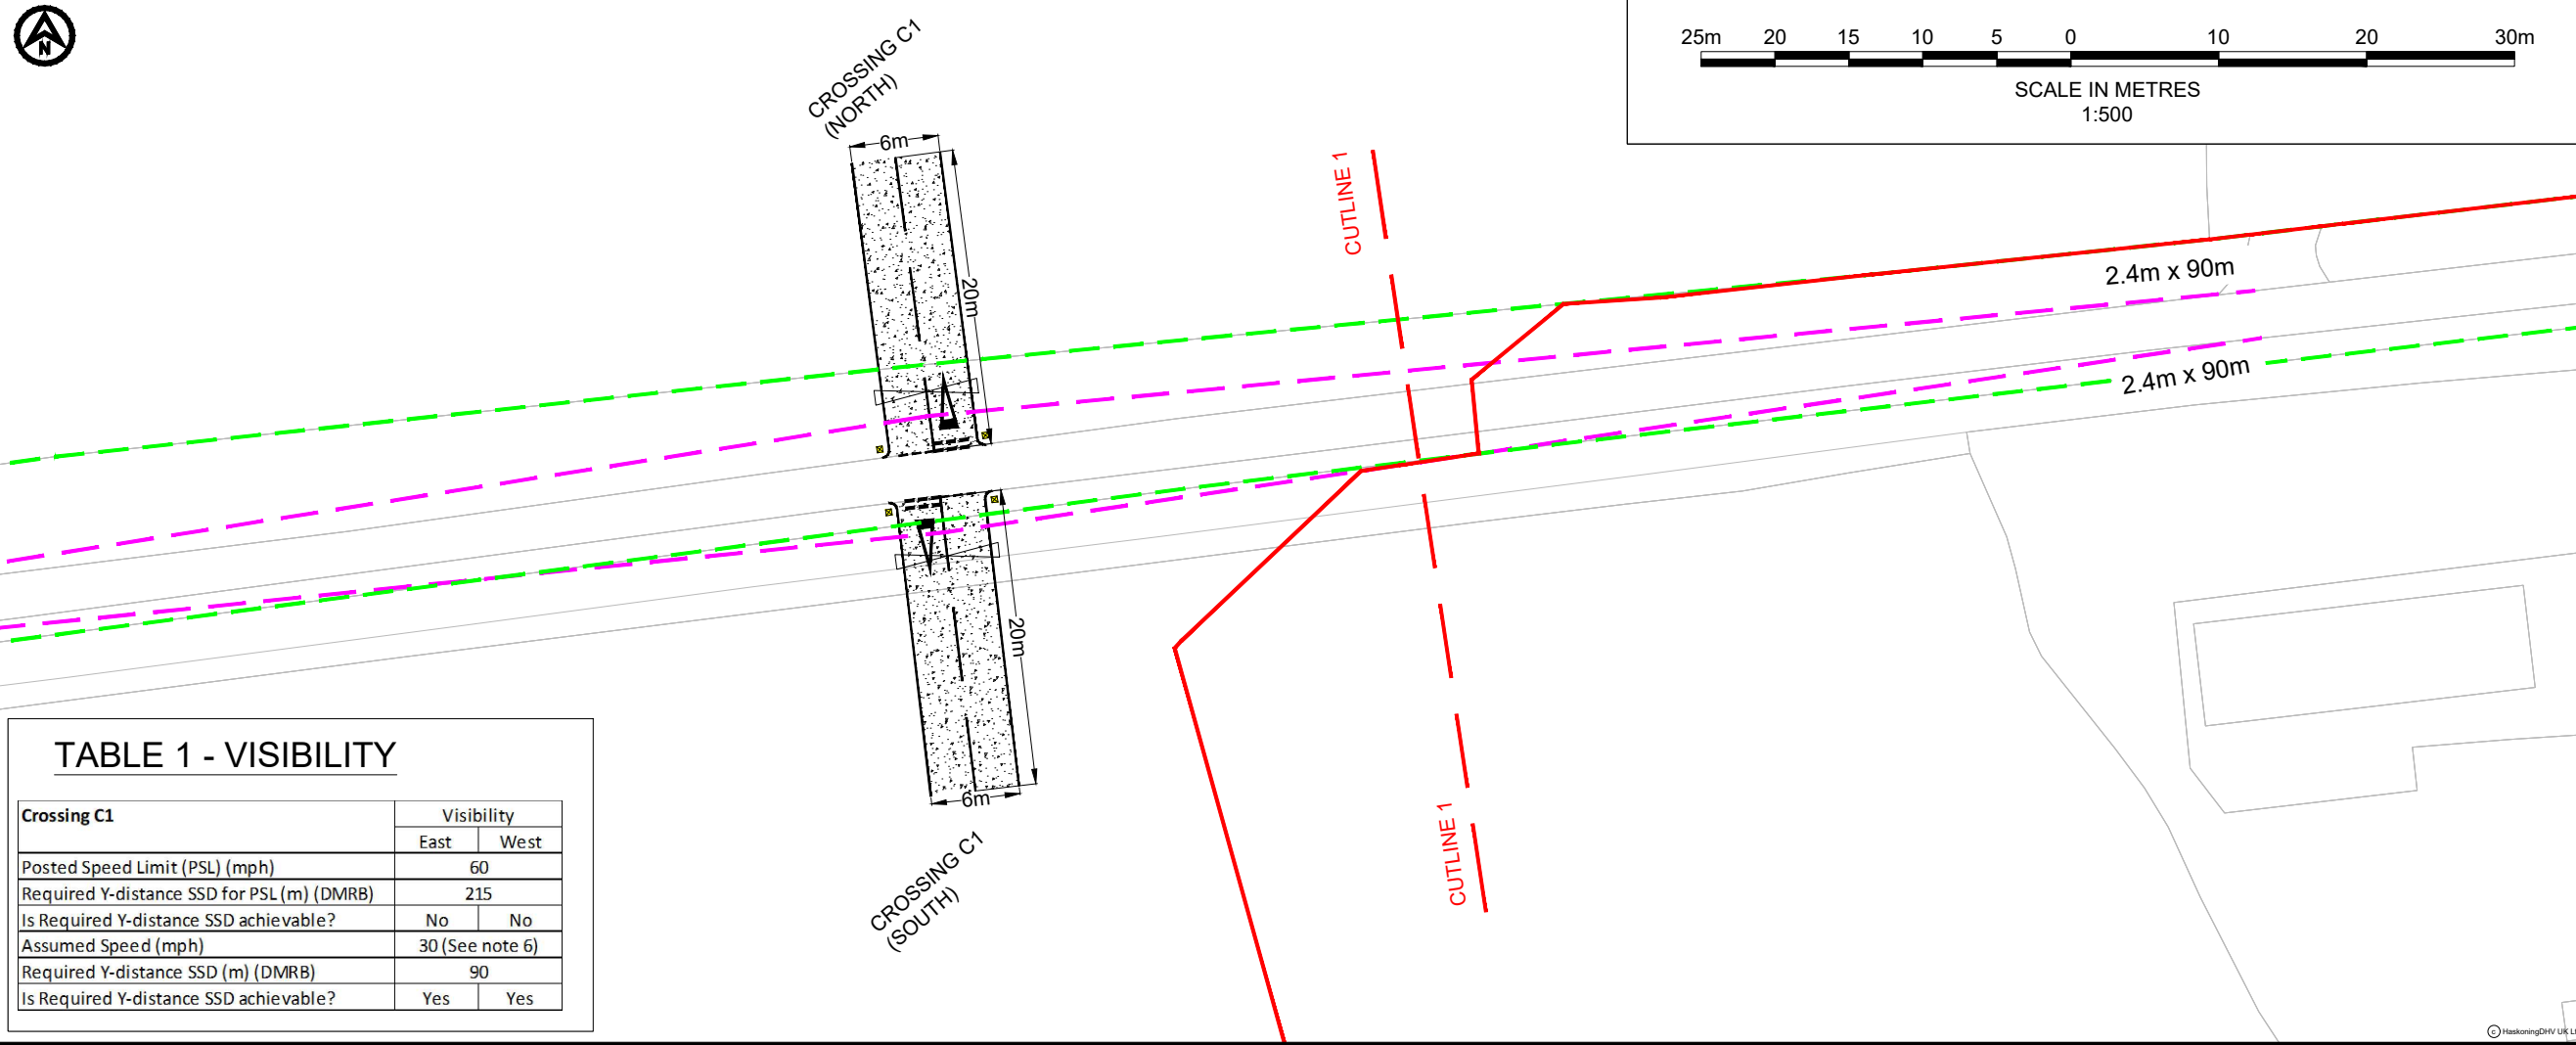 N
CROSSING C1
(NORTH)
6m
20m
CUTLINE 1
25m 20 15 10 5 0 10 20 30m
SCALE IN METRES
1:500
2.4m x 90m
2.4m x 90m
20m
6m
CROSSING C1
(SOUTH)
CUTLINE 1
TABLE 1 - VISIBILITY
Crossing C1 Visibility
East West
Posted Speed Limit (PSL) (mph) 60
Required Y-distance SSD for PSL (m) (DMRB) 215
Is Required Y-distance SSD achievable? No No
Assumed Speed (mph) 30 (See note 6)
Required Y-distance SSD (m) (DMRB) 90
Is Required Y-distance SSD achievable? Yes Yes
© HaskoningDHV UK